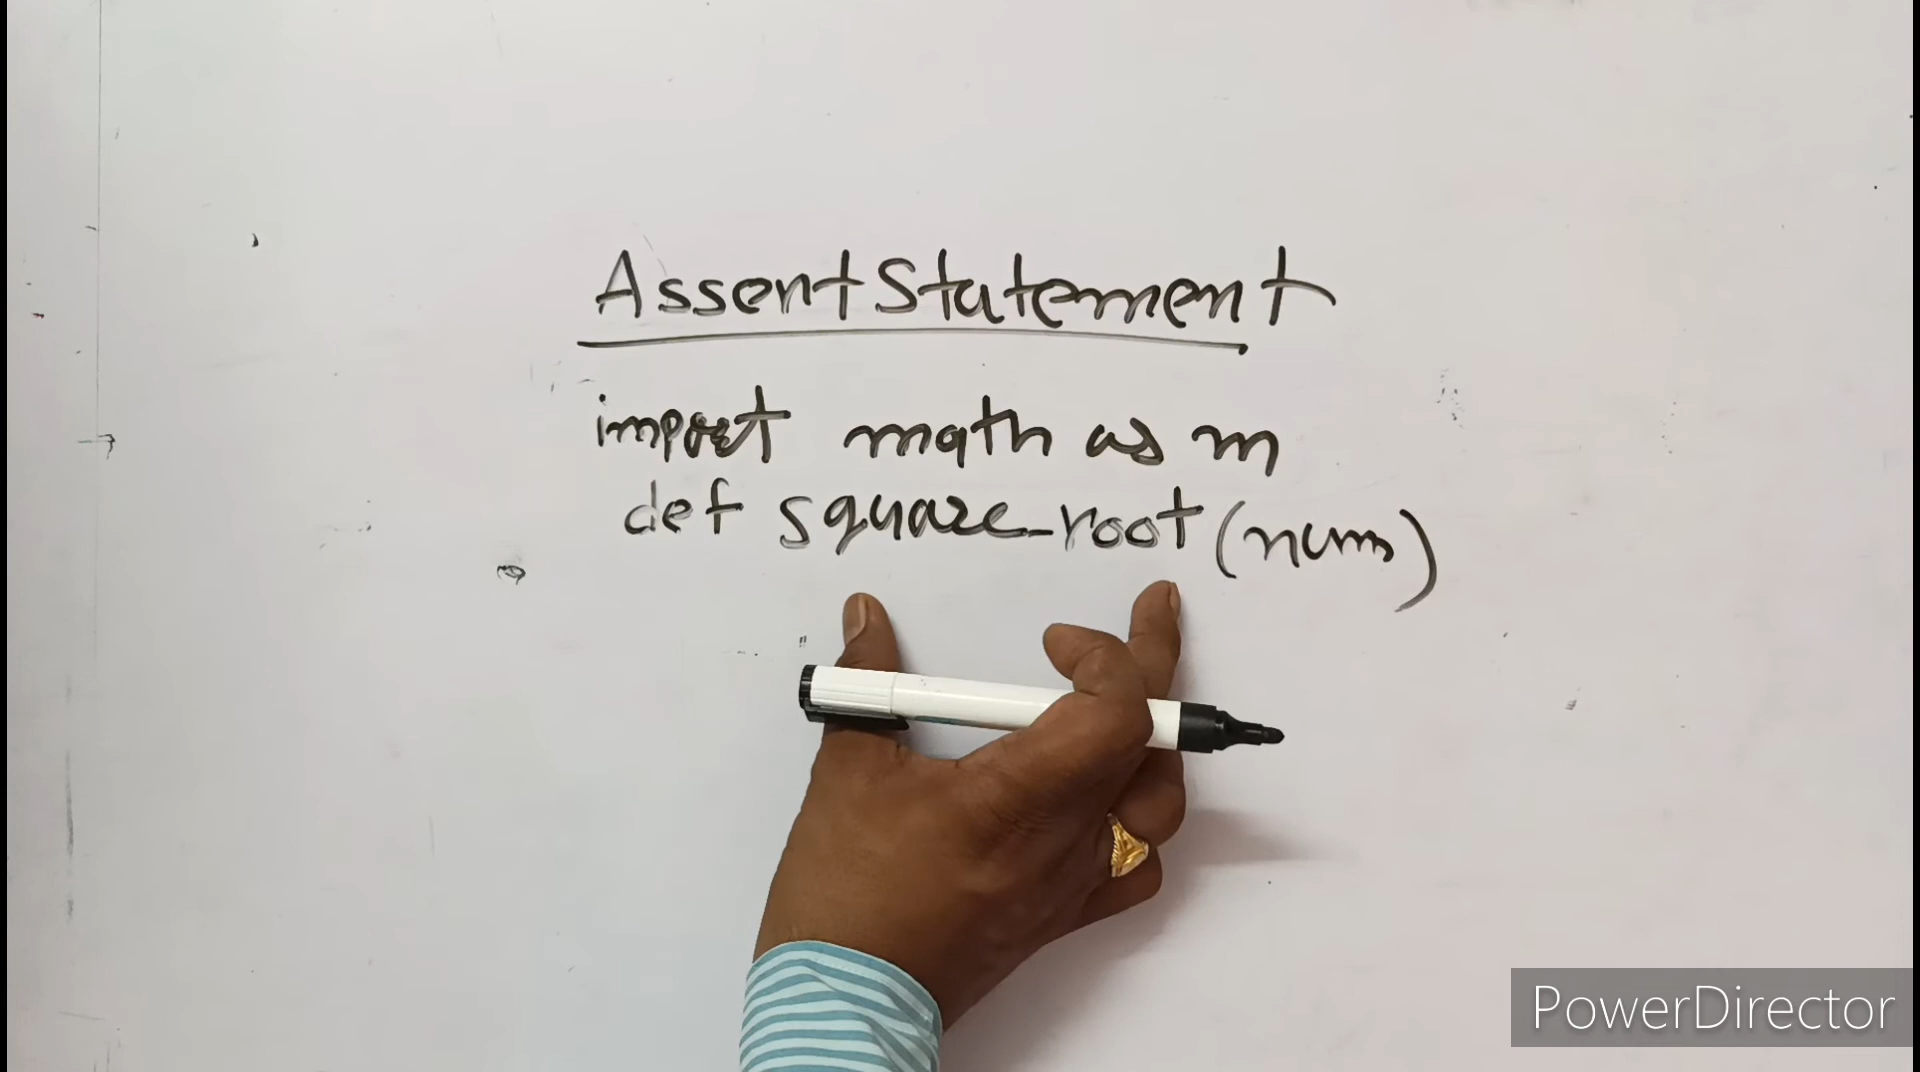 Assert Statement
import math as m
def square_root (num)
PowerDirector